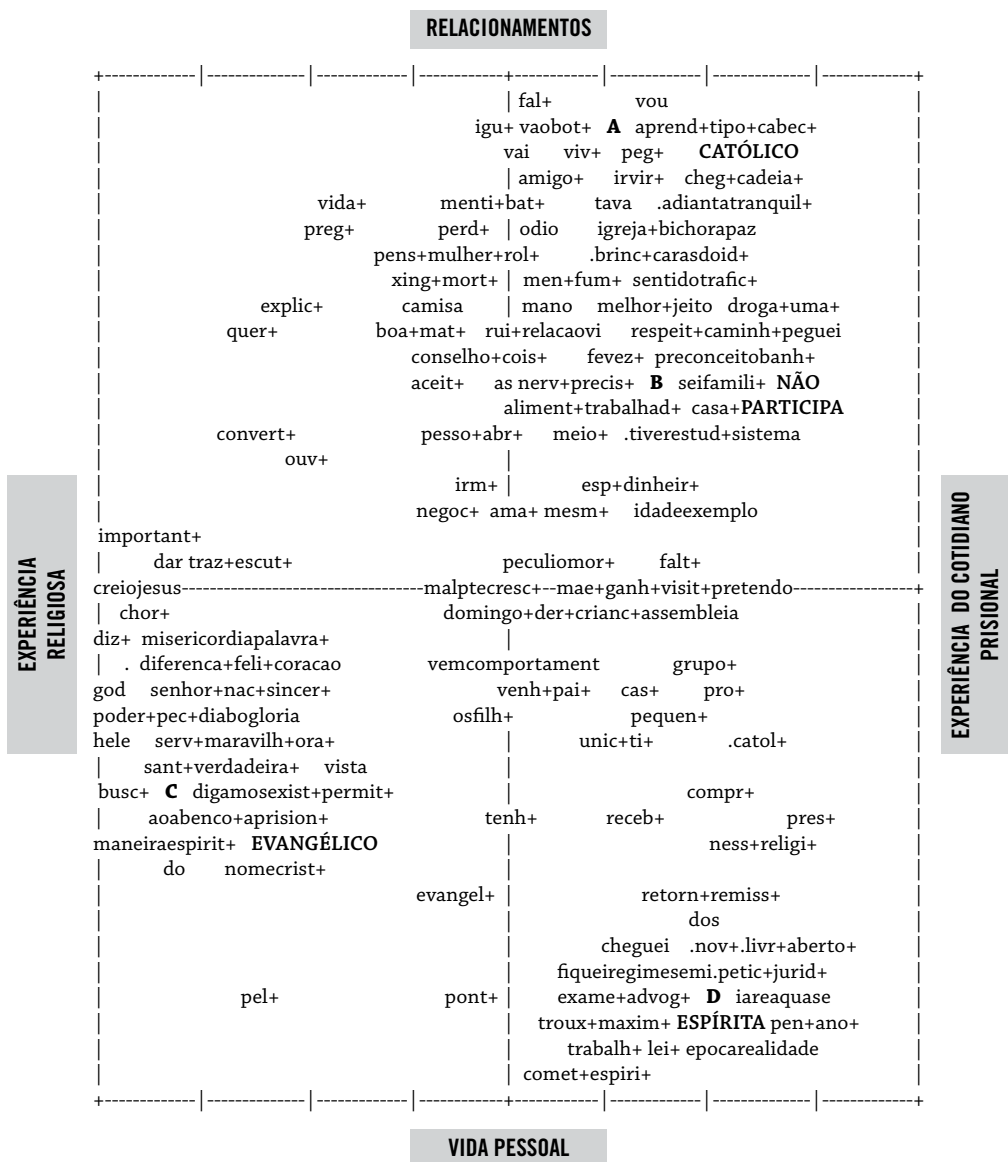 RELACIONAMENTOS
+-------------|--------------|-------------|------------+-------------|-------------|--------------|--------------+
| fal+ vou
igu+ vaobot+ A aprend+tipo+cabec+
vai viv+ peg+ CATÓLICO
| amigo+ irvir+ cheg+cadeia+
vida+ menti+bat+ tava .adiantatranquil+
preg+ perd+ | odio igreja+bichorapaz
pens+mulher+rol+ .brinc+carasdoid+
xing+mort+ | men+fum+ sentidotrafic+
explic+ camisa | mano melhor+jeito droga+uma+
quer+ boa+mat+ rui+relacaovi respeit+caminh+peguei
conselho+cois+ fevez+ preconceitobanh+
aceit+ as nerv+precis+ B seifamili+ NÃO
aliment+trabalhad+ casa+PARTICIPA
convert+ pesso+abr+ meio+ .tiverestud+sistema
ouv+ |
irm+ | esp+dinheir+
negoc+ ama+ mesm+ idadeexemplo
important+
| dar traz+escut+ peculiomor+ falt+
creiojesus----------------------------------malptecresc+--mae+ganh+visit+pretendo------------------+
| chor+ domingo+der+crianc+assembleia
diz+ misericordiapalavra+ |
| . diferenca+feli+coracao vemcomportament grupo+
god senhor+nac+sincer+ venh+pai+ cas+ pro+
poder+pec+diabogloria osfilh+ pequen+
hele serv+maravilh+ora+ | unic+ti+ .catol+
| sant+verdadeira+ vista |
busc+ C digamosexist+permit+ | compr+
| aoabenco+aprision+ tenh+ receb+ pres+
maneiraespirit+ EVANGÉLICO | ness+religi+
| do nomecrist+ |
evangel+ | retorn+remiss+
| dos
cheguei .nov+.livr+aberto+
fiqueiregimesemi.petic+jurid+
pel+ pont+ | exame+advog+ D iareaquase
| troux+maxim+ ESPÍRITA pen+ano+
| trabalh+ lei+ epocarealidade
| comet+espiri+
+-------------|--------------|-------------|------------+-------------|-------------|--------------|--------------+
VIDA PESSOAL
EXPERIÊNCIA
RELIGIOSA
EXPERIÊNCIA DO COTIDIANO
PRISIONAL